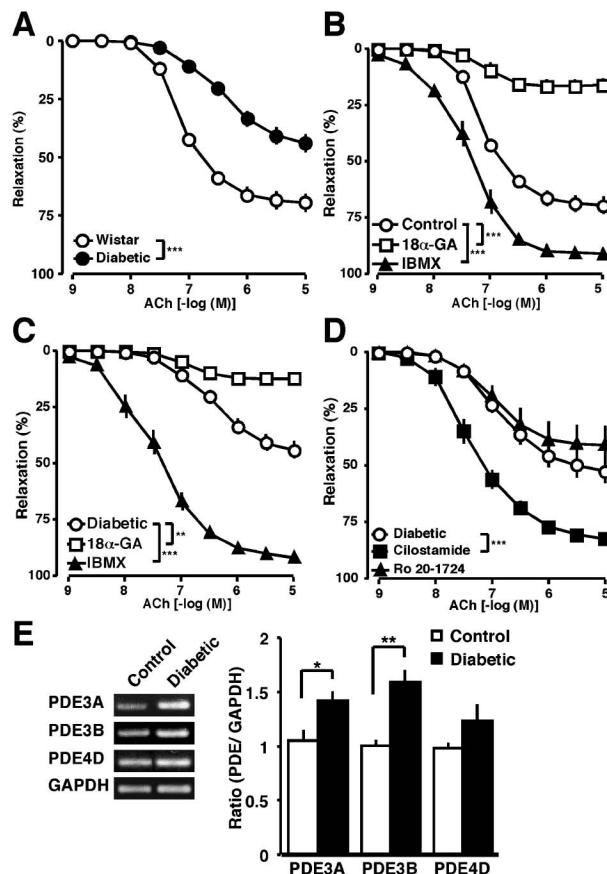 A
0
25
50
75
100
Relaxation (%)
Wistar
Diabetic
***
9 8 7 6 5
ACh [-log (M)]
B
0
25
50
75
100
Relaxation (%)
Control
18α-GA
IBMX
***
***
9 8 7 6 5
ACh [-log (M)]
C
0
25
50
75
100
Relaxation (%)
Diabetic
18α-GA
IBMX
**
***
9 8 7 6 5
ACh [-log (M)]
D
0
25
50
75
100
Relaxation (%)
Diabetic
Cilostamide
Ro 20-1724
***
9 8 7 6 5
ACh [-log (M)]
E
Control
Diabetic
PDE3A
PDE3B
PDE4D
GAPDH
Ratio (PDE/ GAPDH)
2
1.5
1
0.5
0
*
**
Control
Diabetic
PDE3A PDE3B PDE4D